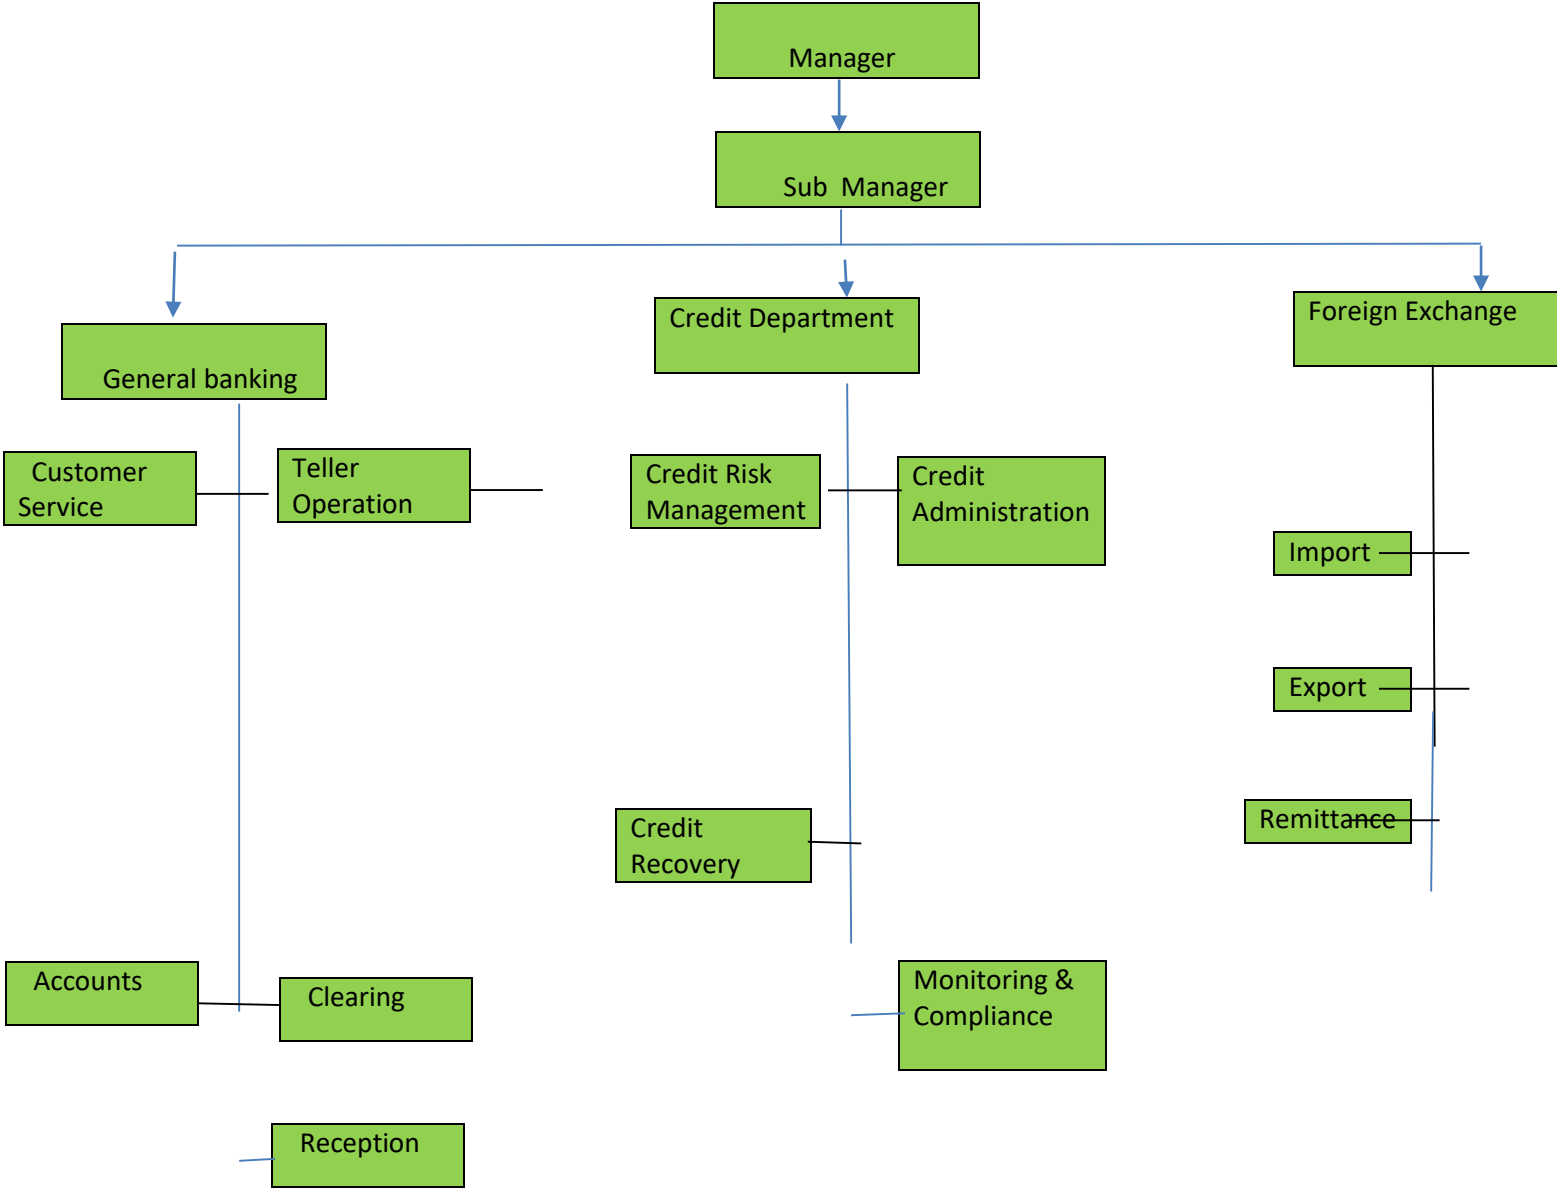 Manager
Sub  Manager
General banking
Credit Department
Foreign Exchange
Customer
Service
Teller
Operation
Credit Risk
Management
Credit
Administration
Import
Export
Remittance
Credit
Recovery
Accounts
Clearing
Monitoring &
Compliance
Reception